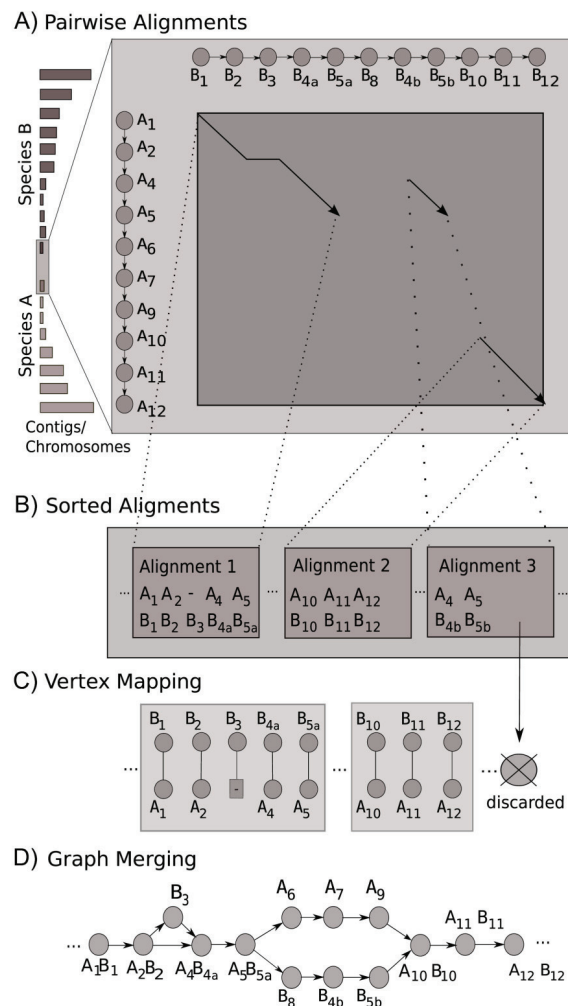 A) Pairwise Alignments
B1 B2 B3 B4a B5a B8 B4b B5b B10 B11 B12
Species B
Species A
A1
A2
A4
A5
A6
A7
A9
A10
A11
A12
Contigs/
Chromosomes
B) Sorted Aligments
... Alignment 1 ... Alignment 2 ... Alignment 3 ...
A1 A2 - A4 A5
B1 B2 B3 B4a B5a
A10 A11 A12
B10 B11 B12
A4 A5
B4b B5b
C) Vertex Mapping
B1 B2 B3 B4a B5a B10 B11 B12
... ... ...
-
A1 A2 A4 A5 A10 A11 A12
discarded
D) Graph Merging
B3 A6 A7 A9 A11 B11
... ...
A1B1 A2B2 A4B4a A5B5a A10 B10 A12 B12
B8 B4b B5b